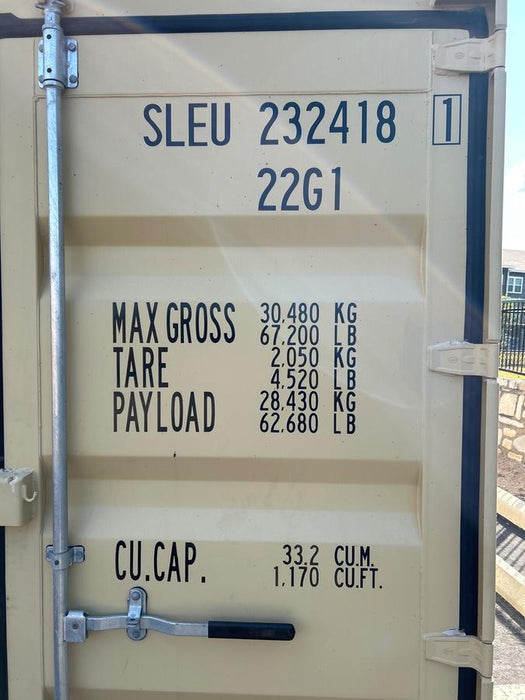 SLEU 232418 1
22G1
MAX GROSS 30,480 KG
67,200 LB
TARE 2,050 KG
4,520 LB
PAYLOAD 28,430 KG
62,680 LB
CU.CAP. 33.2 CU.M.
1,170 CU.FT.